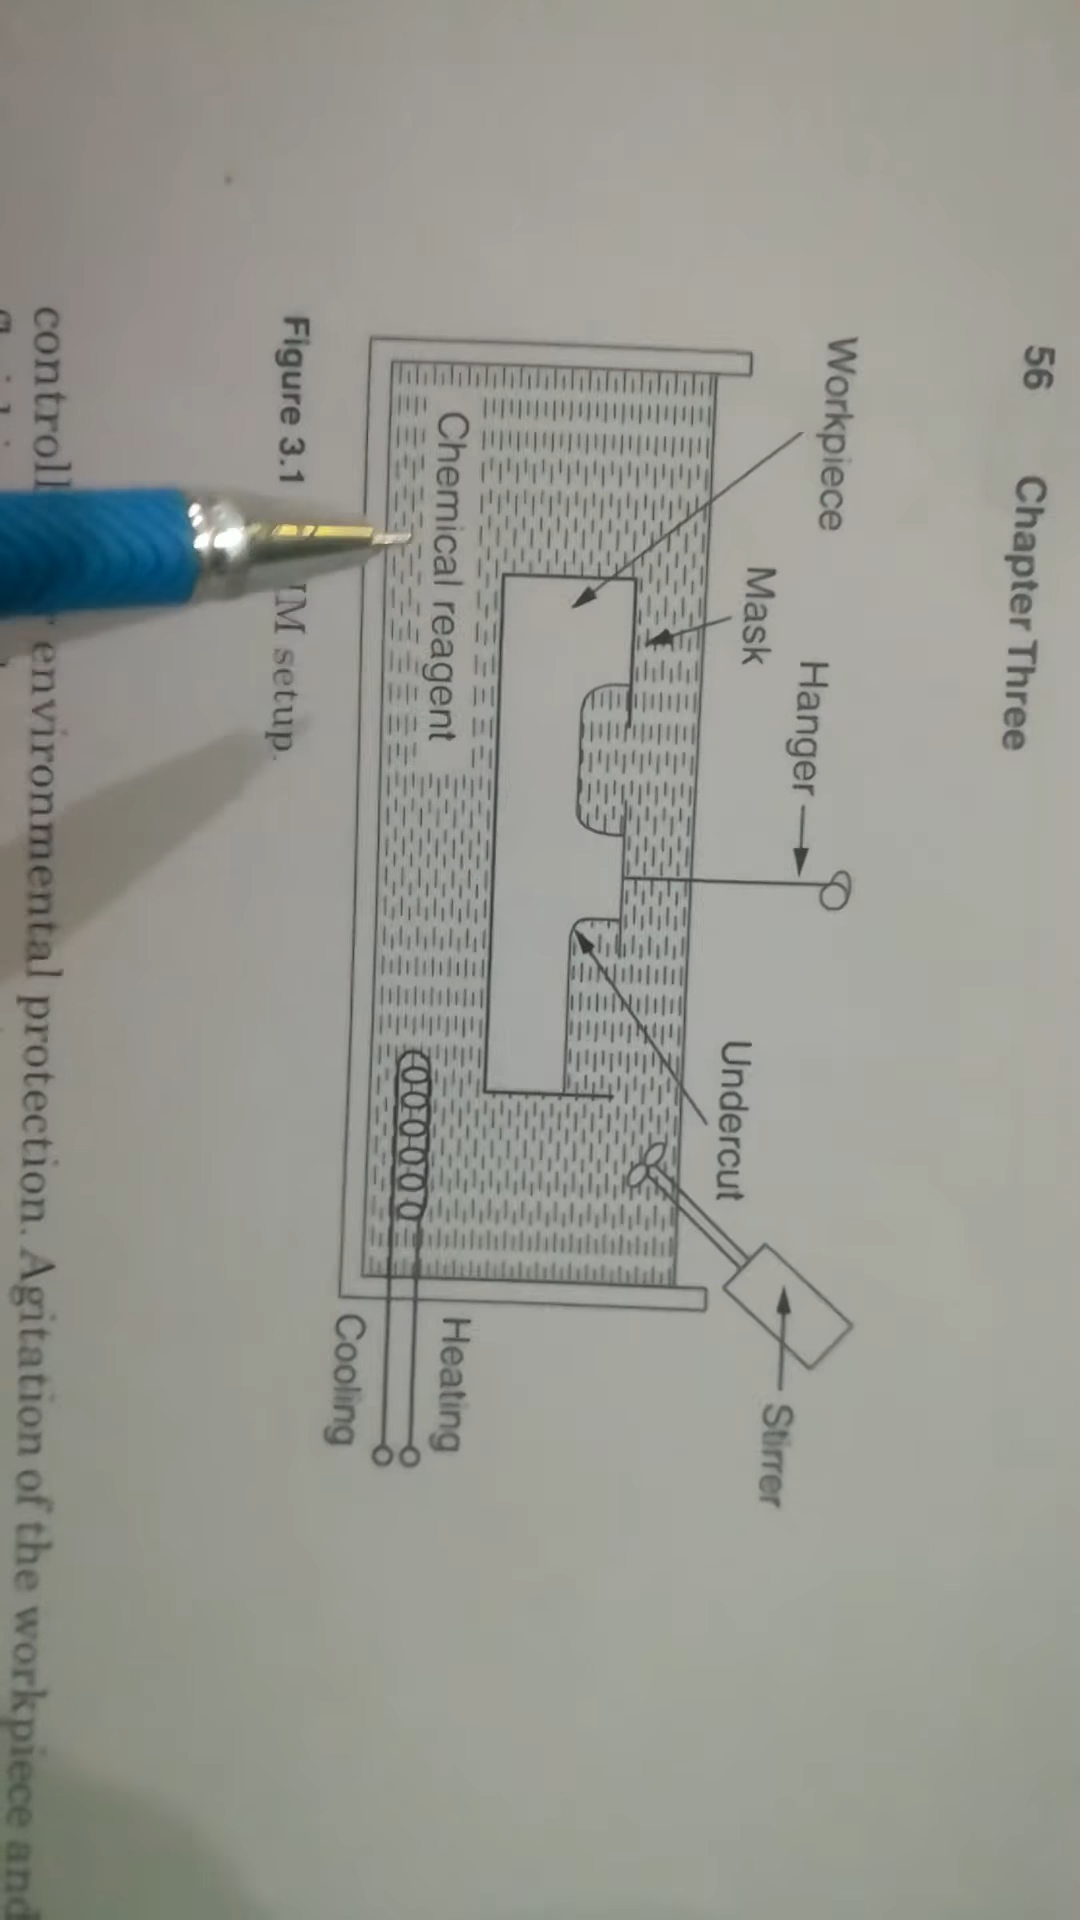 56 Chapter Three
Workpiece
Mask
Hanger
Undercut
Stirrer
Chemical reagent
Heating
Cooling
Figure 3.1 M setup.
environmental protection. Agitation of the workpiece and